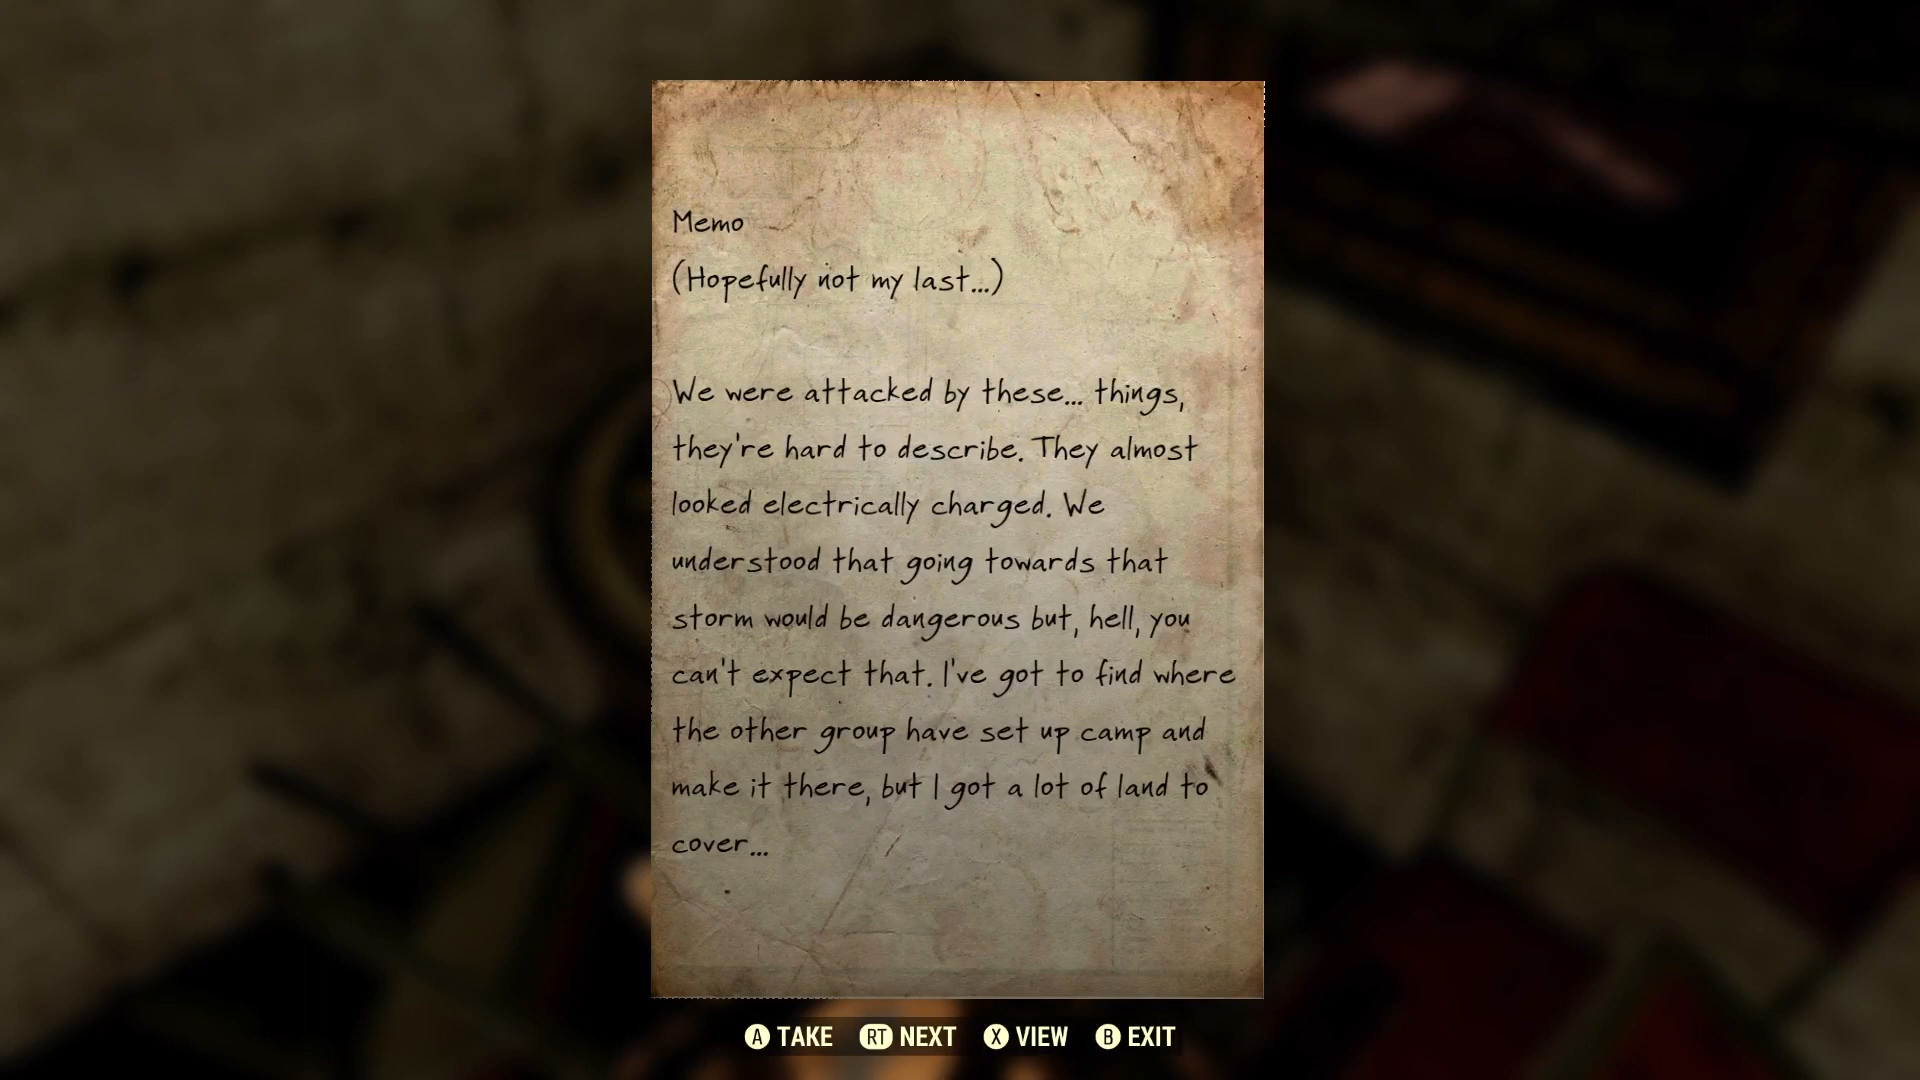 Memo
(Hopefully not my last...)
We were attacked by these... things,
they're hard to describe. They almost
looked electrically charged. We
understood that going towards that
storm would be dangerous but, hell, you
can't expect that. I've got to find where
the other group have set up camp and
make it there, but I got a lot of land to
cover...
A TAKE RT NEXT X VIEW B EXIT